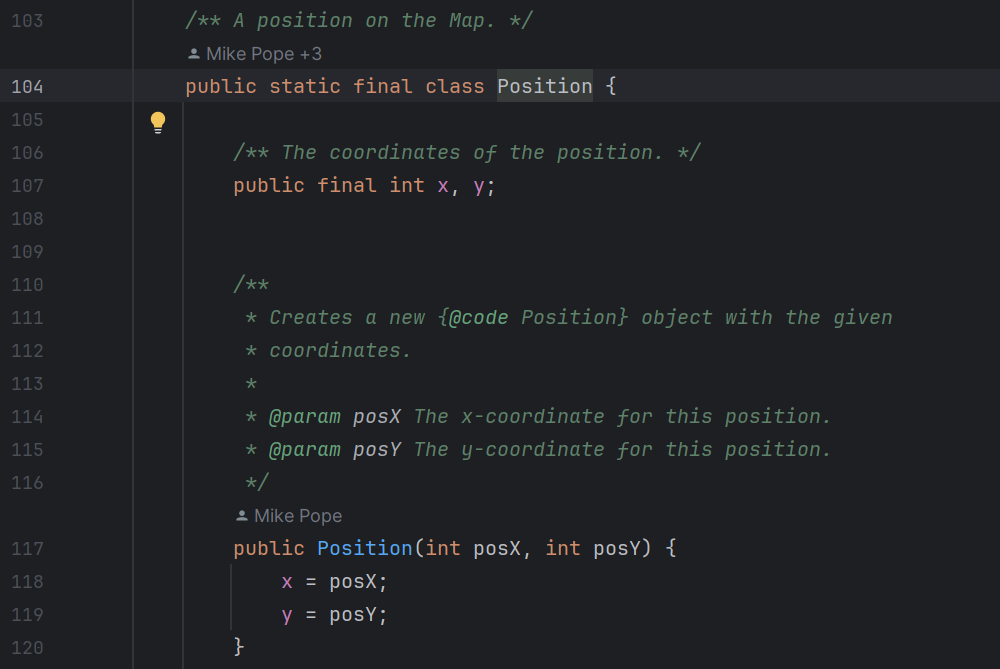 103 /** A position on the Map. */
Mike Pope +3
104 public static final class Position {
105
106 /** The coordinates of the position. */
107 public final int x, y;
108
109
110 /**
111 * Creates a new {@code Position} object with the given
112 * coordinates.
113 *
114 * @param posX The x-coordinate for this position.
115 * @param posY The y-coordinate for this position.
116 */
Mike Pope
117 public Position(int posX, int posY) {
118 x = posX;
119 y = posY;
120 }